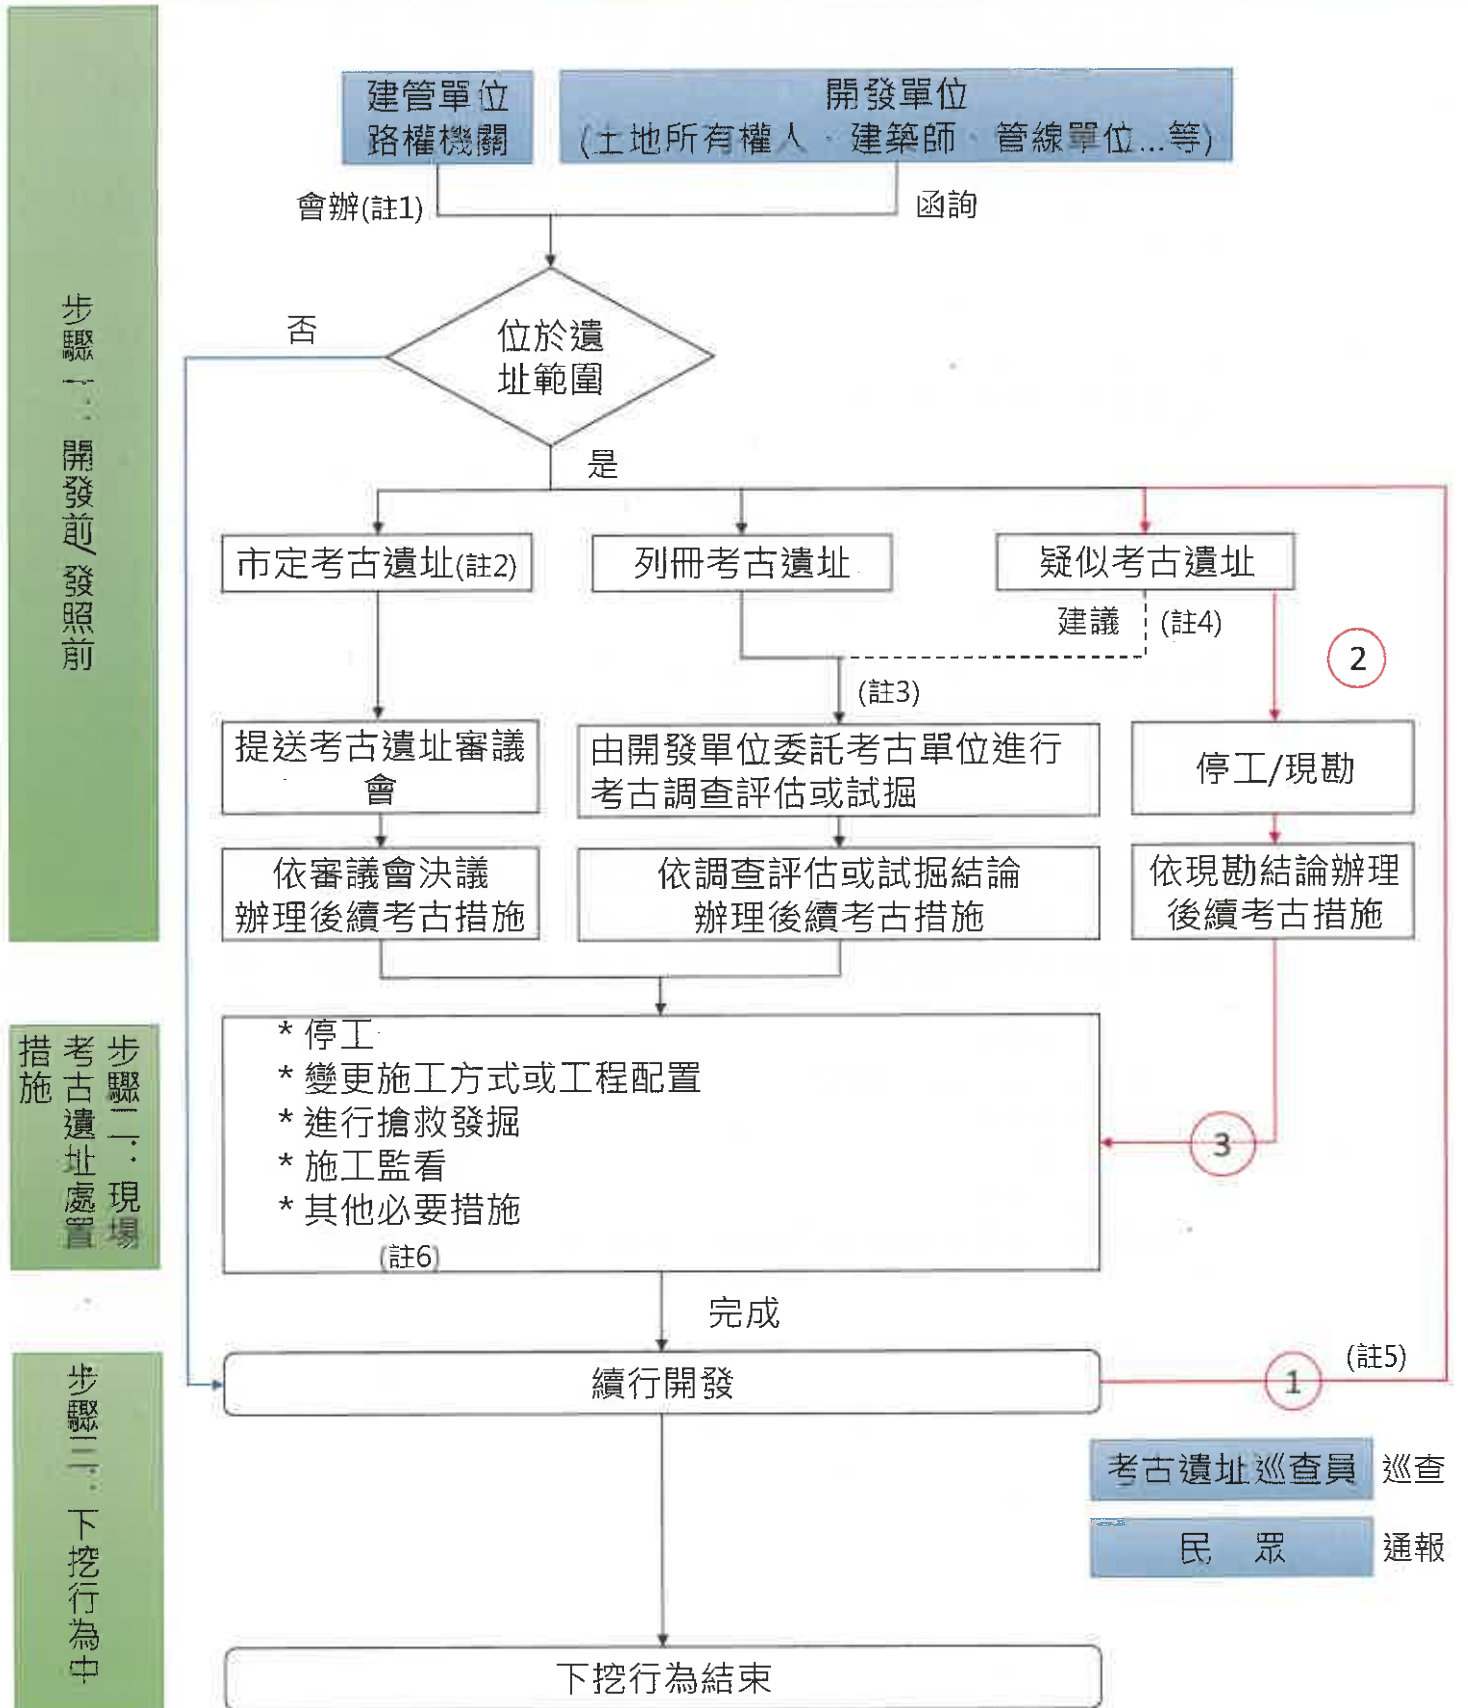 步驟一：開發前/發照前
建管單位
路權機關
開發單位
(土地所有權人、建築師、管線單位...等)
會辦(註1)
函詢
位於遺
址範圍
否
是
市定考古遺址(註2)
列冊考古遺址
疑似考古遺址
建議
(註4)
(註3)
2
提送考古遺址審議
會
由開發單位委託考古單位進行
考古調查評估或試掘
停工/現勘
依審議會決議
辦理後續考古措施
依調查評估或試掘結論
辦理後續考古措施
依現勘結論辦理
後續考古措施
步驟二：現場
考古遺址處置
措施
* 停工
* 變更施工方式或工程配置
* 進行搶救發掘
* 施工監看
* 其他必要措施
(註6)
3
完成
步驟三：下挖行為中
續行開發
1
(註5)
考古遺址巡查員
巡查
民 眾
通報
下挖行為結束